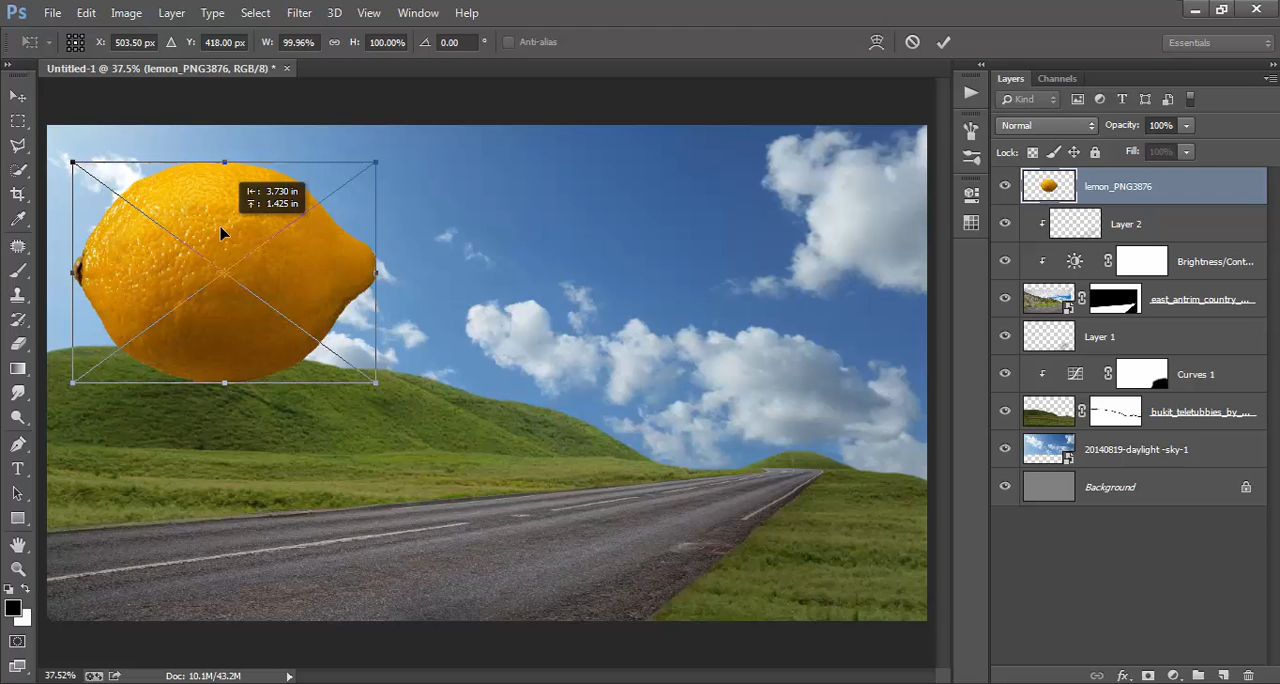 Ps File Edit Image Layer Type Select Filter 3D View Window Help
X: 503.50 px Y: 418.00 px W: 99.96% H: 100.00% 0.00 ° Anti-alias Essentials
Untitled-1 @ 37.5% (lemon_PNG3876, RGB/8) * ×
Layers Channels
Kind
Normal Opacity: 100%
Lock: Fill: 100%
lemon_PNG3876
Layer 2
Brightness/Cont...
east_antrim_country_...
Layer 1
Curves 1
bukit_teletubbies_by_...
20140819-daylight -sky-1
Background
3.730 in
1.425 in
37.52% Doc: 10.1M/43.2M